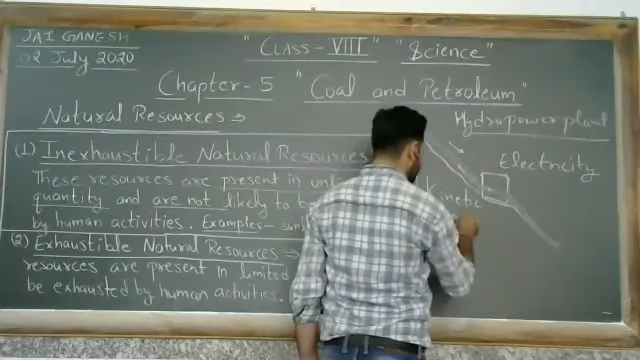 JAI GANESH
02 July 2020
"CLASS-VIII" "Science"
Chapter-5 "Coal and Petroleum"
Natural Resources ⇒
Hydropower plant
Electricity
Kinetic
(1) Inexhaustible Natural Resources
These resources are present in
quantity and are not likely to
by human activities. Examples-
(2) Exhaustible Natural Resources ⇒
resources are present in limited
be exhausted by human activities.